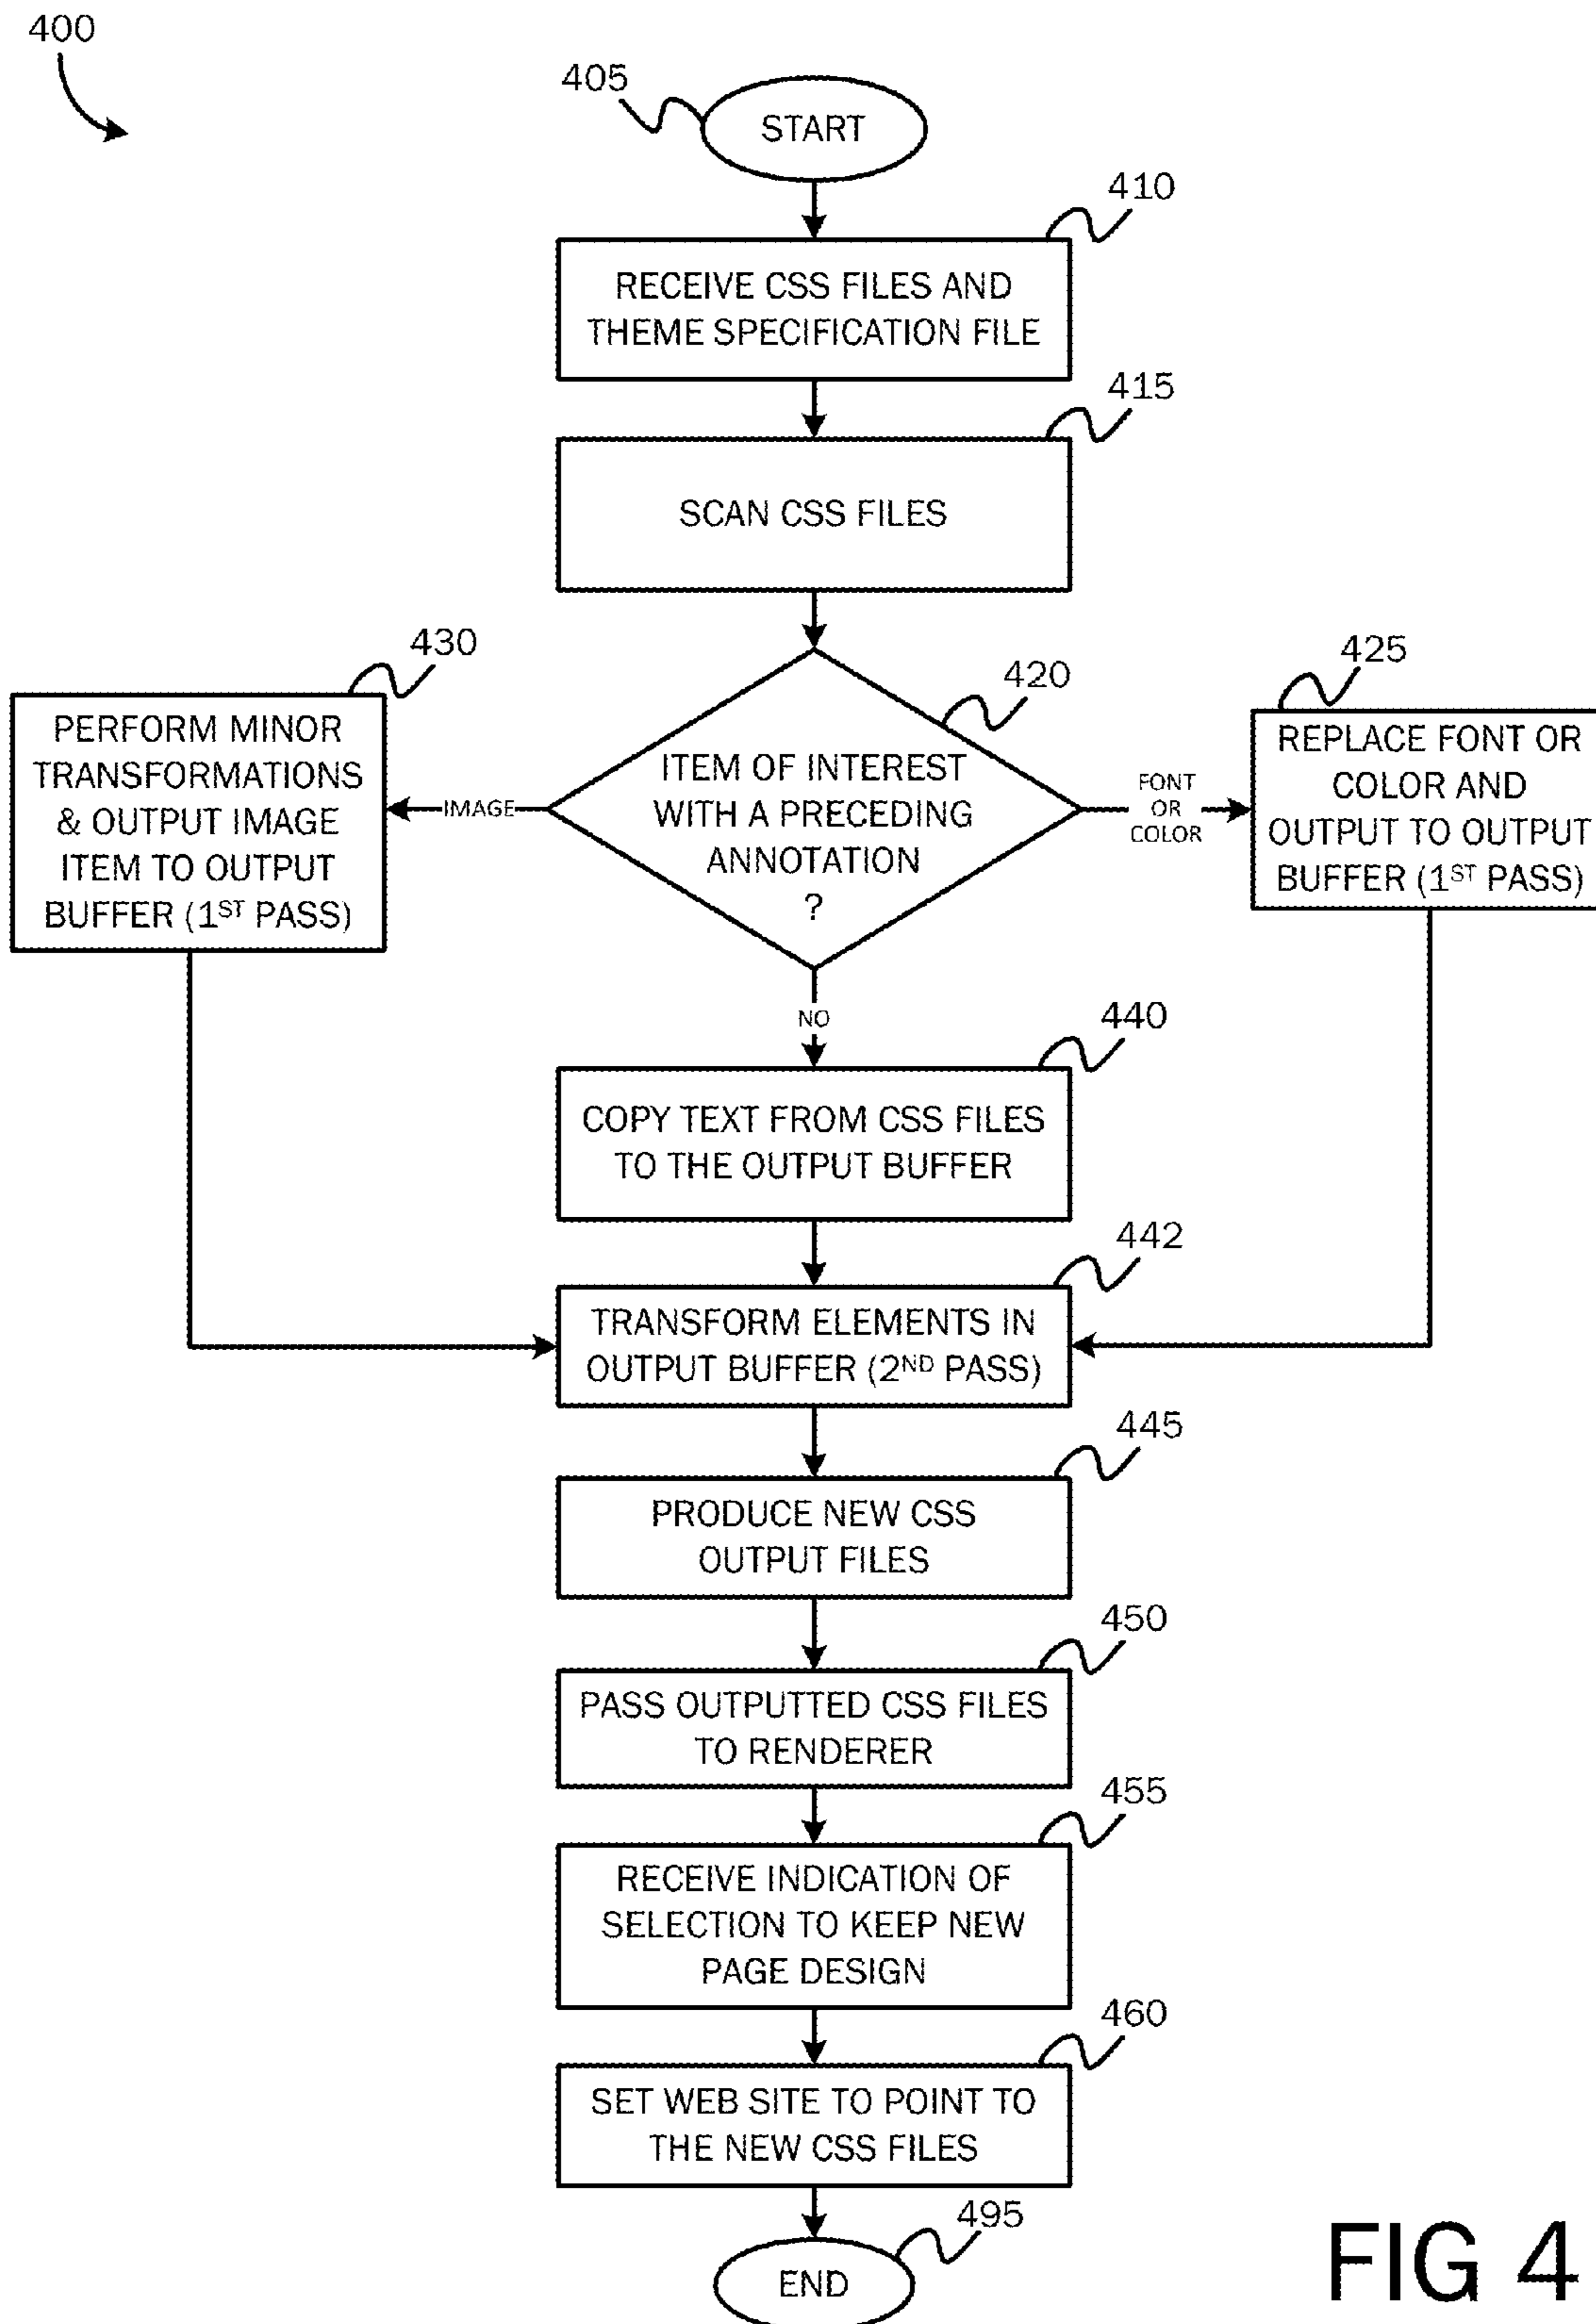 400
405
START
410
RECEIVE CSS FILES AND
THEME SPECIFICATION FILE
415
SCAN CSS FILES
430
PERFORM MINOR
TRANSFORMATIONS
& OUTPUT IMAGE
ITEM TO OUTPUT
BUFFER (1ST PASS)
IMAGE
420
ITEM OF INTEREST
WITH A PRECEDING
ANNOTATION
?
FONT
OR
COLOR
425
REPLACE FONT OR
COLOR AND
OUTPUT TO OUTPUT
BUFFER (1ST PASS)
NO
440
COPY TEXT FROM CSS FILES
TO THE OUTPUT BUFFER
442
TRANSFORM ELEMENTS IN
OUTPUT BUFFER (2ND PASS)
445
PRODUCE NEW CSS
OUTPUT FILES
450
PASS OUTPUTTED CSS FILES
TO RENDERER
455
RECEIVE INDICATION OF
SELECTION TO KEEP NEW
PAGE DESIGN
460
SET WEB SITE TO POINT TO
THE NEW CSS FILES
495
END
FIG 4